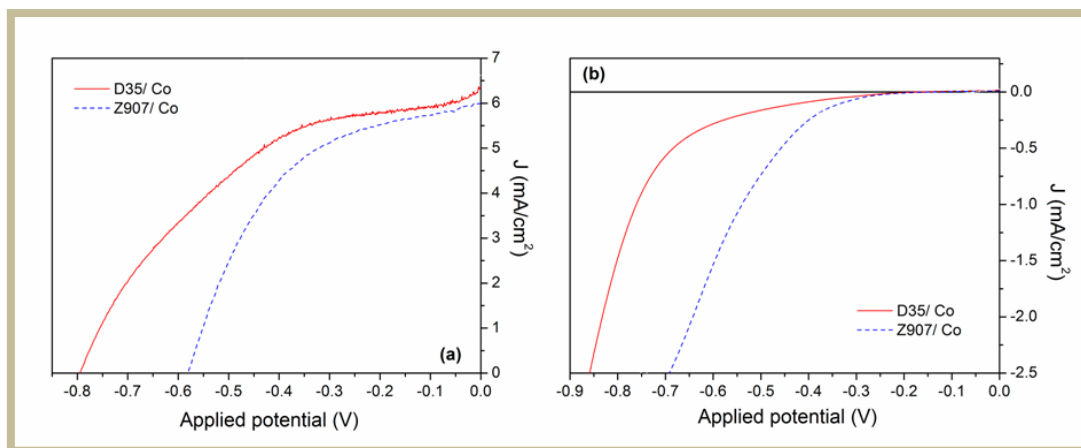 D35/ Co
Z907/ Co
(a)
7
6
5
4
3
2
1
0
J (mA/cm²)
-0.8 -0.7 -0.6 -0.5 -0.4 -0.3 -0.2 -0.1 0.0
Applied potential (V)
(b)
D35/ Co
Z907/ Co
0.0
-0.5
-1.0
-1.5
-2.0
-2.5
J (mA/cm²)
-0.9 -0.8 -0.7 -0.6 -0.5 -0.4 -0.3 -0.2 -0.1 0.0
Applied potential (V)